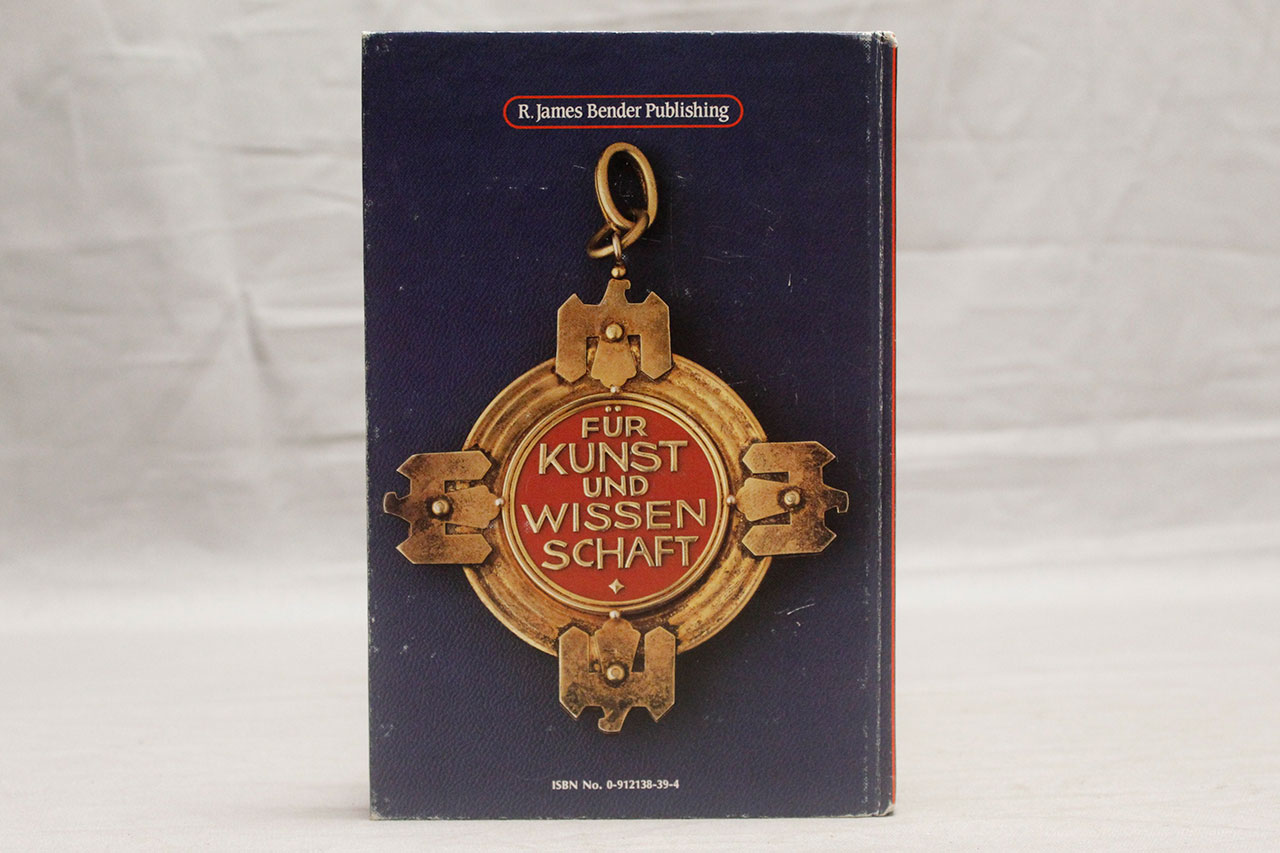 R. James Bender Publishing
FÜR
KUNST
UND
WISSEN
SCHAFT
ISBN No. 0-912138-39-4